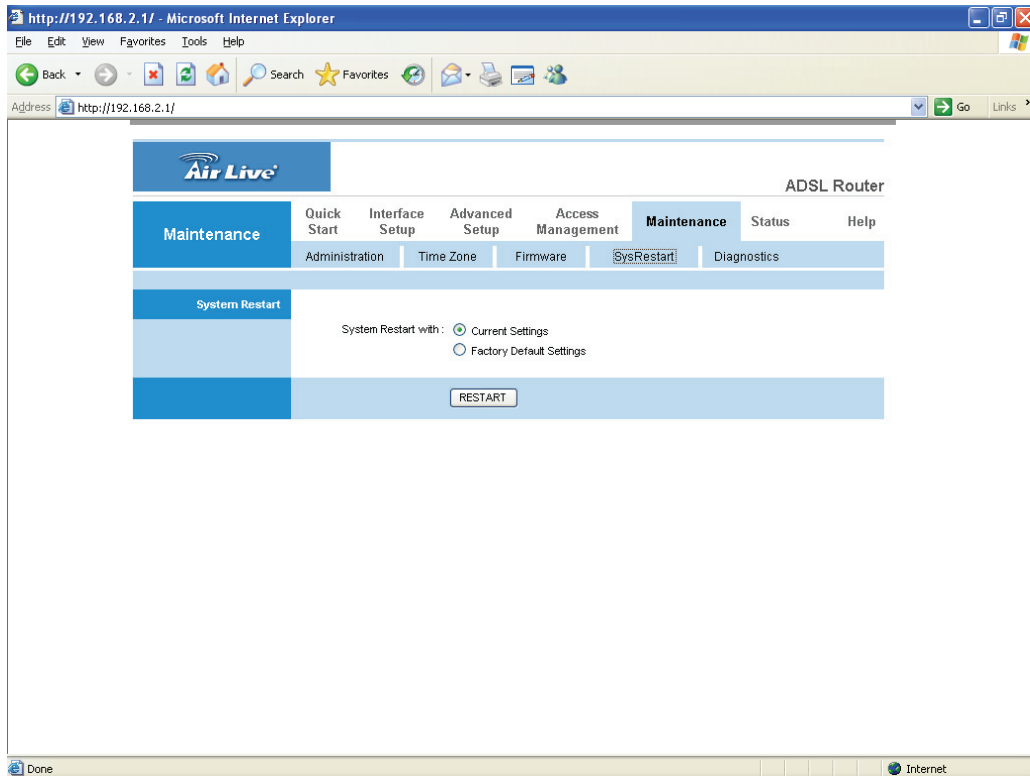 http://192.168.2.1/ - Microsoft Internet Explorer
File Edit View Favorites Tools Help
Back Search Favorites
Address http://192.168.2.1/ Go Links
Air Live
ADSL Router
Maintenance
Quick Start Interface Setup Advanced Setup Access Management Maintenance Status Help
Administration Time Zone Firmware SysRestart Diagnostics
System Restart
System Restart with : Current Settings
Factory Default Settings
RESTART
Done Internet